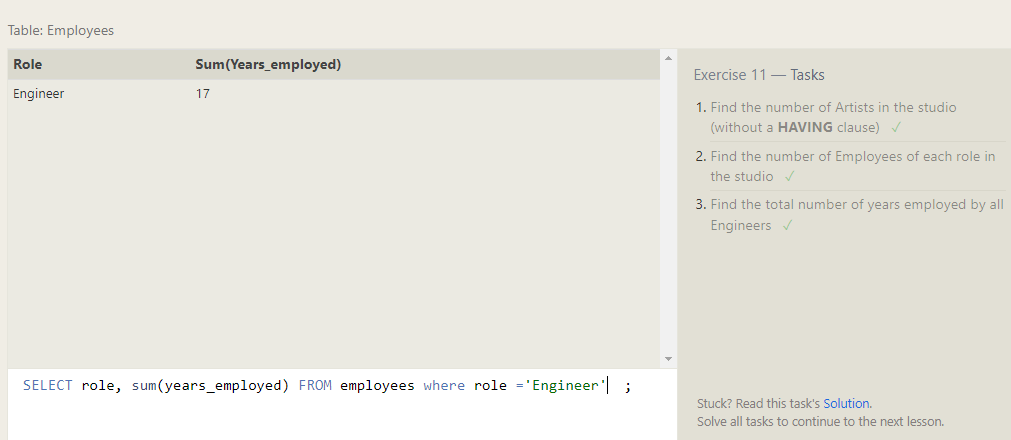 Table: Employees
Role Sum(Years_employed)
Engineer 17
SELECT role, sum(years_employed) FROM employees where role ='Engineer' ;
Exercise 11 — Tasks
1. Find the number of Artists in the studio
(without a HAVING clause) ✓
2. Find the number of Employees of each role in
the studio ✓
3. Find the total number of years employed by all
Engineers ✓
Stuck? Read this task's Solution.
Solve all tasks to continue to the next lesson.